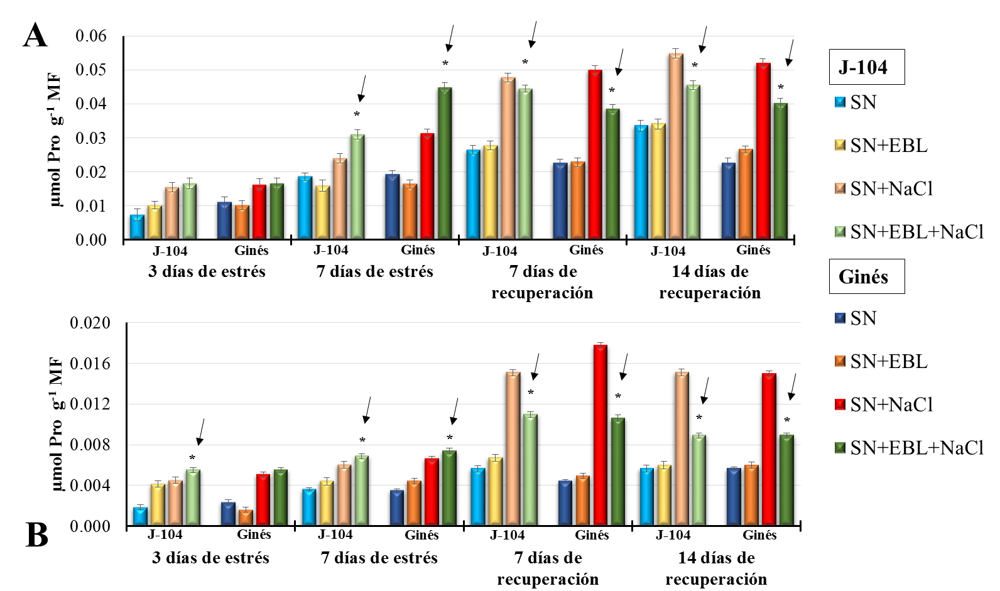 A
0.06
0.05
0.04
0.03
0.02
0.01
0.00
µmol Pro g-1 MF
* * * * * *
J-104 Ginés J-104 Ginés J-104 Ginés J-104 Ginés
3 días de estrés 7 días de estrés 7 días de recuperación 14 días de recuperación
J-104
SN
SN+EBL
SN+NaCl
SN+EBL+NaCl
Ginés
SN
SN+EBL
SN+NaCl
SN+EBL+NaCl
B
0.020
0.016
0.012
0.008
0.004
0.000
µmol Pro g-1 MF
* * * * * * *
J-104 Ginés J-104 Ginés J-104 Ginés J-104 Ginés
3 días de estrés 7 días de estrés 7 días de recuperación 14 días de recuperación